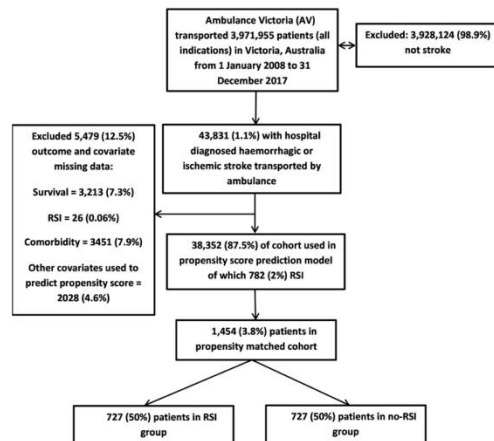 Ambulance Victoria (AV)
transported 3,971,955 patients (all
indications) in Victoria, Australia
from 1 January 2008 to 31
December 2017
Excluded: 3,928,124 (98.9%)
not stroke
43,831 (1.1%) with hospital
diagnosed haemorrhagic or
ischemic stroke transported by
ambulance
Excluded 5,479 (12.5%)
outcome and covariate
missing data:
Survival = 3,213 (7.3%)
RSI = 26 (0.06%)
Comorbidity = 3451 (7.9%)
Other covariates used to
predict propensity score =
2028 (4.6%)
38,352 (87.5%) of cohort used in
propensity score prediction
model of which 782 (2%) RSI
1,454 (3.8%) patients in
propensity matched cohort
727 (50%) patients in RSI
group
727 (50%) patients in no-RSI
group